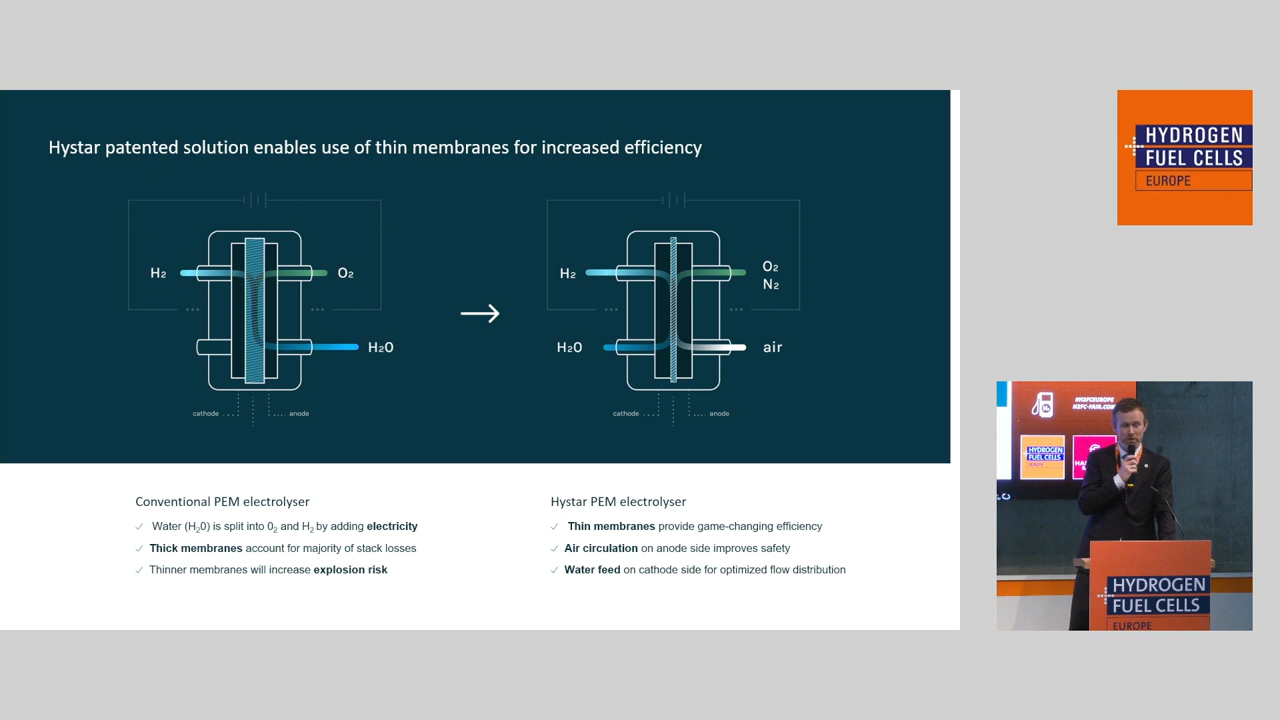 Hystar patented solution enables use of thin membranes for increased efficiency
H₂
O₂
H₂O
cathode
anode
H₂
O₂
N₂
H₂O
air
cathode
anode
Conventional PEM electrolyser
✓ Water (H₂0) is split into 0₂ and H₂ by adding electricity
✓ Thick membranes account for majority of stack losses
✓ Thinner membranes will increase explosion risk
Hystar PEM electrolyser
✓ Thin membranes provide game-changing efficiency
✓ Air circulation on anode side improves safety
✓ Water feed on cathode side for optimized flow distribution
HYDROGEN
FUEL CELLS
EUROPE
#H2FCEUROPE
H2FC-FAIR.COM
HYDROGEN
FUEL CELLS
HYDROGEN
FUEL CELLS
EUROPE